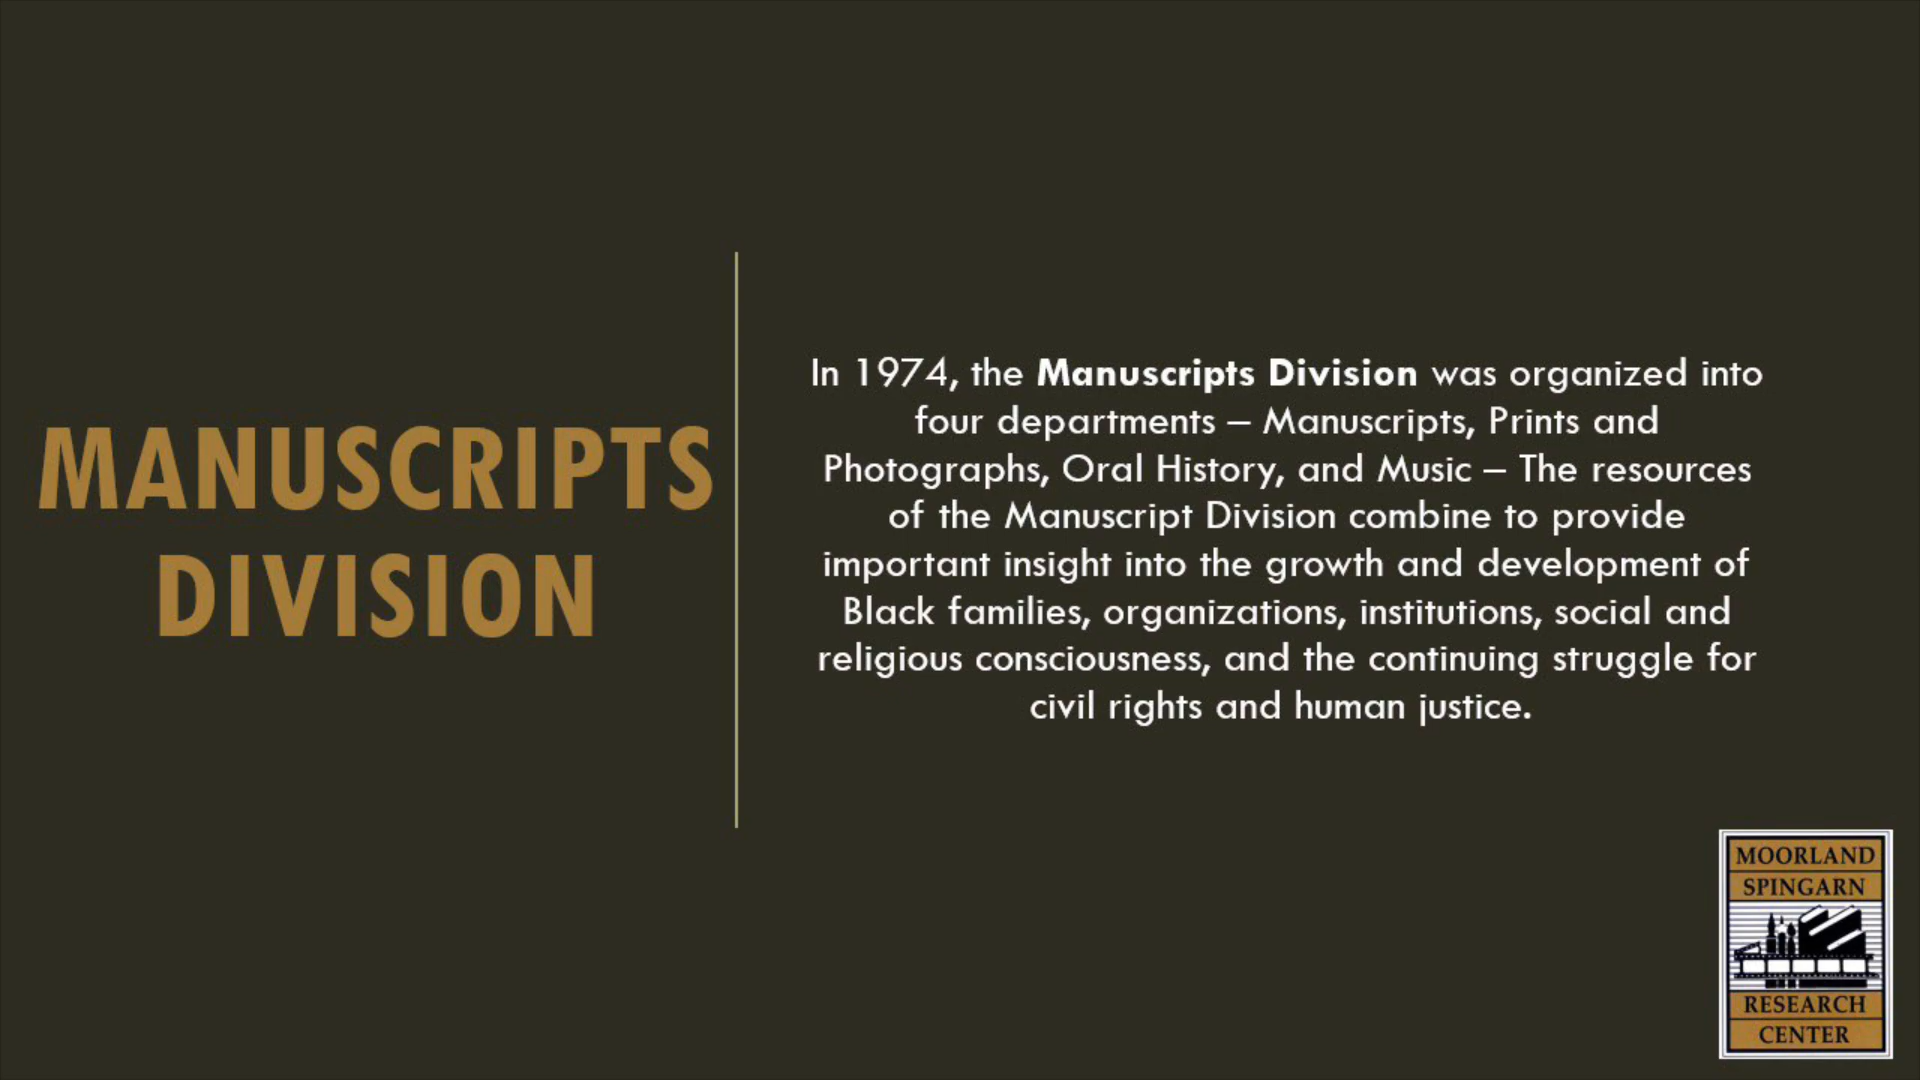 MANUSCRIPTS
DIVISION
In 1974, the Manuscripts Division was organized into
four departments – Manuscripts, Prints and
Photographs, Oral History, and Music – The resources
of the Manuscript Division combine to provide
important insight into the growth and development of
Black families, organizations, institutions, social and
religious consciousness, and the continuing struggle for
civil rights and human justice.
MOORLAND
SPINGARN
RESEARCH
CENTER